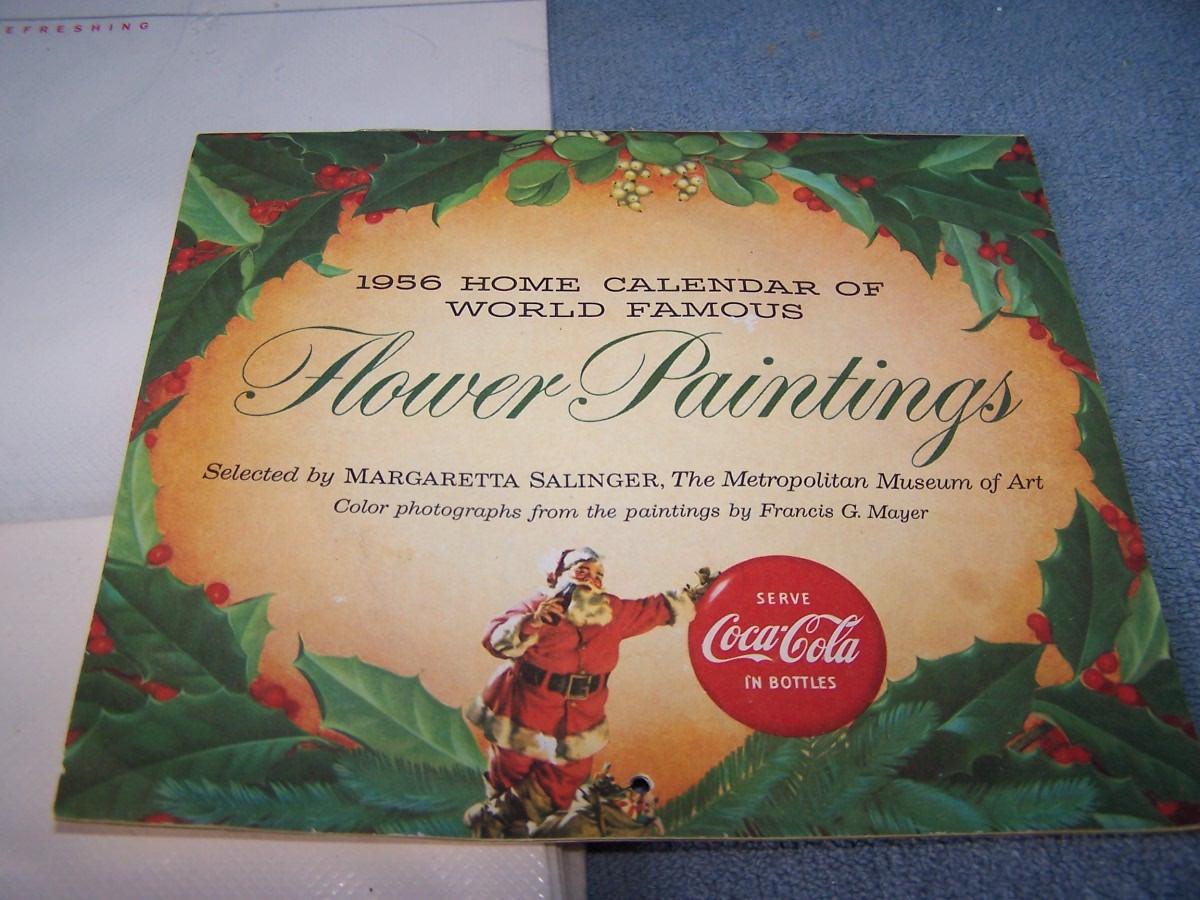 EFRESHING
1956 HOME CALENDAR OF
WORLD FAMOUS
Flower Paintings
Selected by MARGARETTA SALINGER, The Metropolitan Museum of Art
Color photographs from the paintings by Francis G. Mayer
SERVE
Coca-Cola
IN BOTTLES